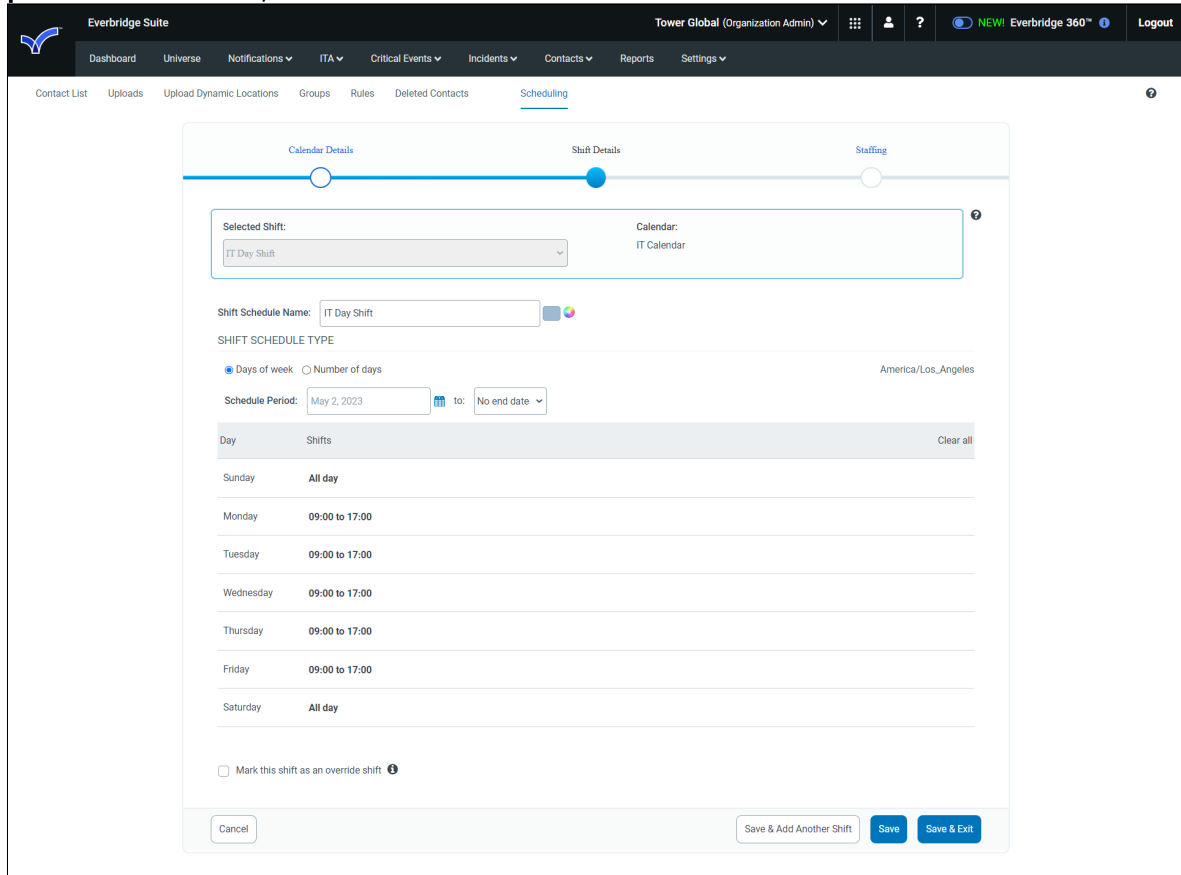 Everbridge Suite
Tower Global (Organization Admin)
?
NEW! Everbridge 360™
Logout
Dashboard Universe Notifications ITA Critical Events Incidents Contacts Reports Settings
Contact List Uploads Upload Dynamic Locations Groups Rules Deleted Contacts Scheduling
Calendar Details Shift Details Staffing
Selected Shift: Calendar:
IT Day Shift IT Calendar
Shift Schedule Name: IT Day Shift
SHIFT SCHEDULE TYPE
Days of week Number of days America/Los_Angeles
Schedule Period: May 2, 2023 to: No end date
Day Shifts Clear all
Sunday All day
Monday 09:00 to 17:00
Tuesday 09:00 to 17:00
Wednesday 09:00 to 17:00
Thursday 09:00 to 17:00
Friday 09:00 to 17:00
Saturday All day
Mark this shift as an override shift
Cancel Save & Add Another Shift Save Save & Exit